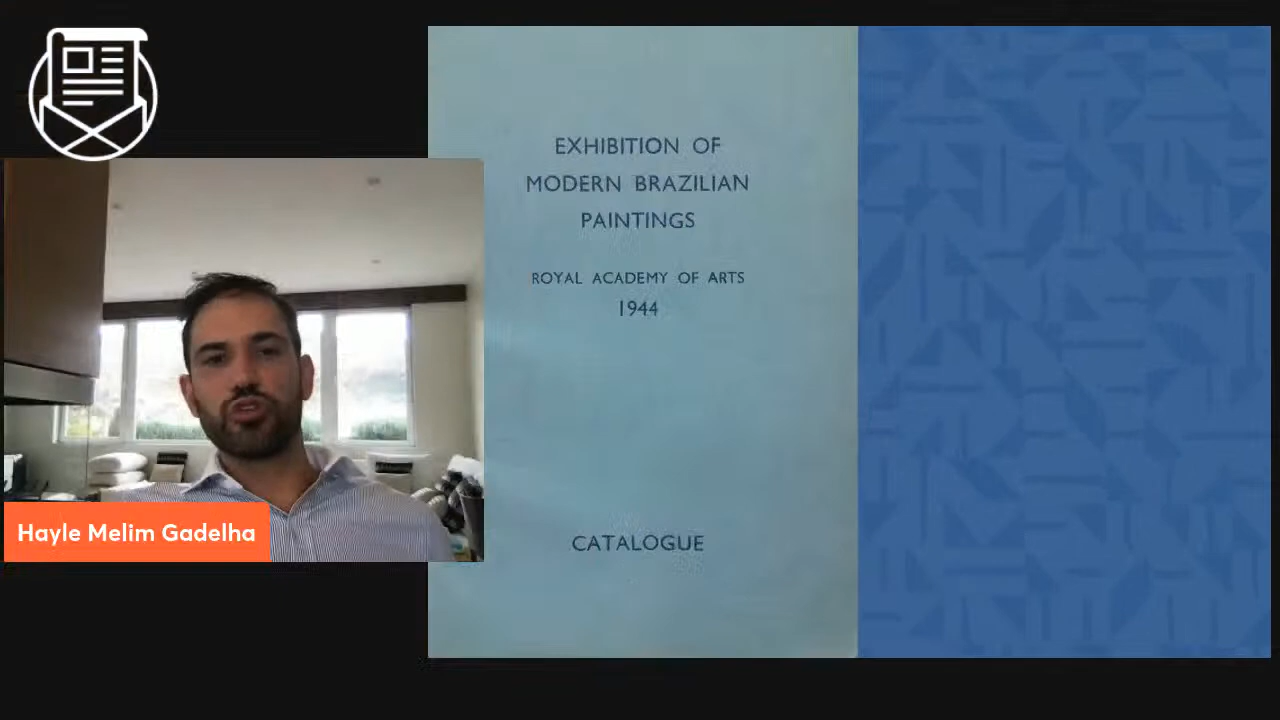 EXHIBITION OF
MODERN BRAZILIAN
PAINTINGS
ROYAL ACADEMY OF ARTS
1944
CATALOGUE
Hayle Melim Gadelha